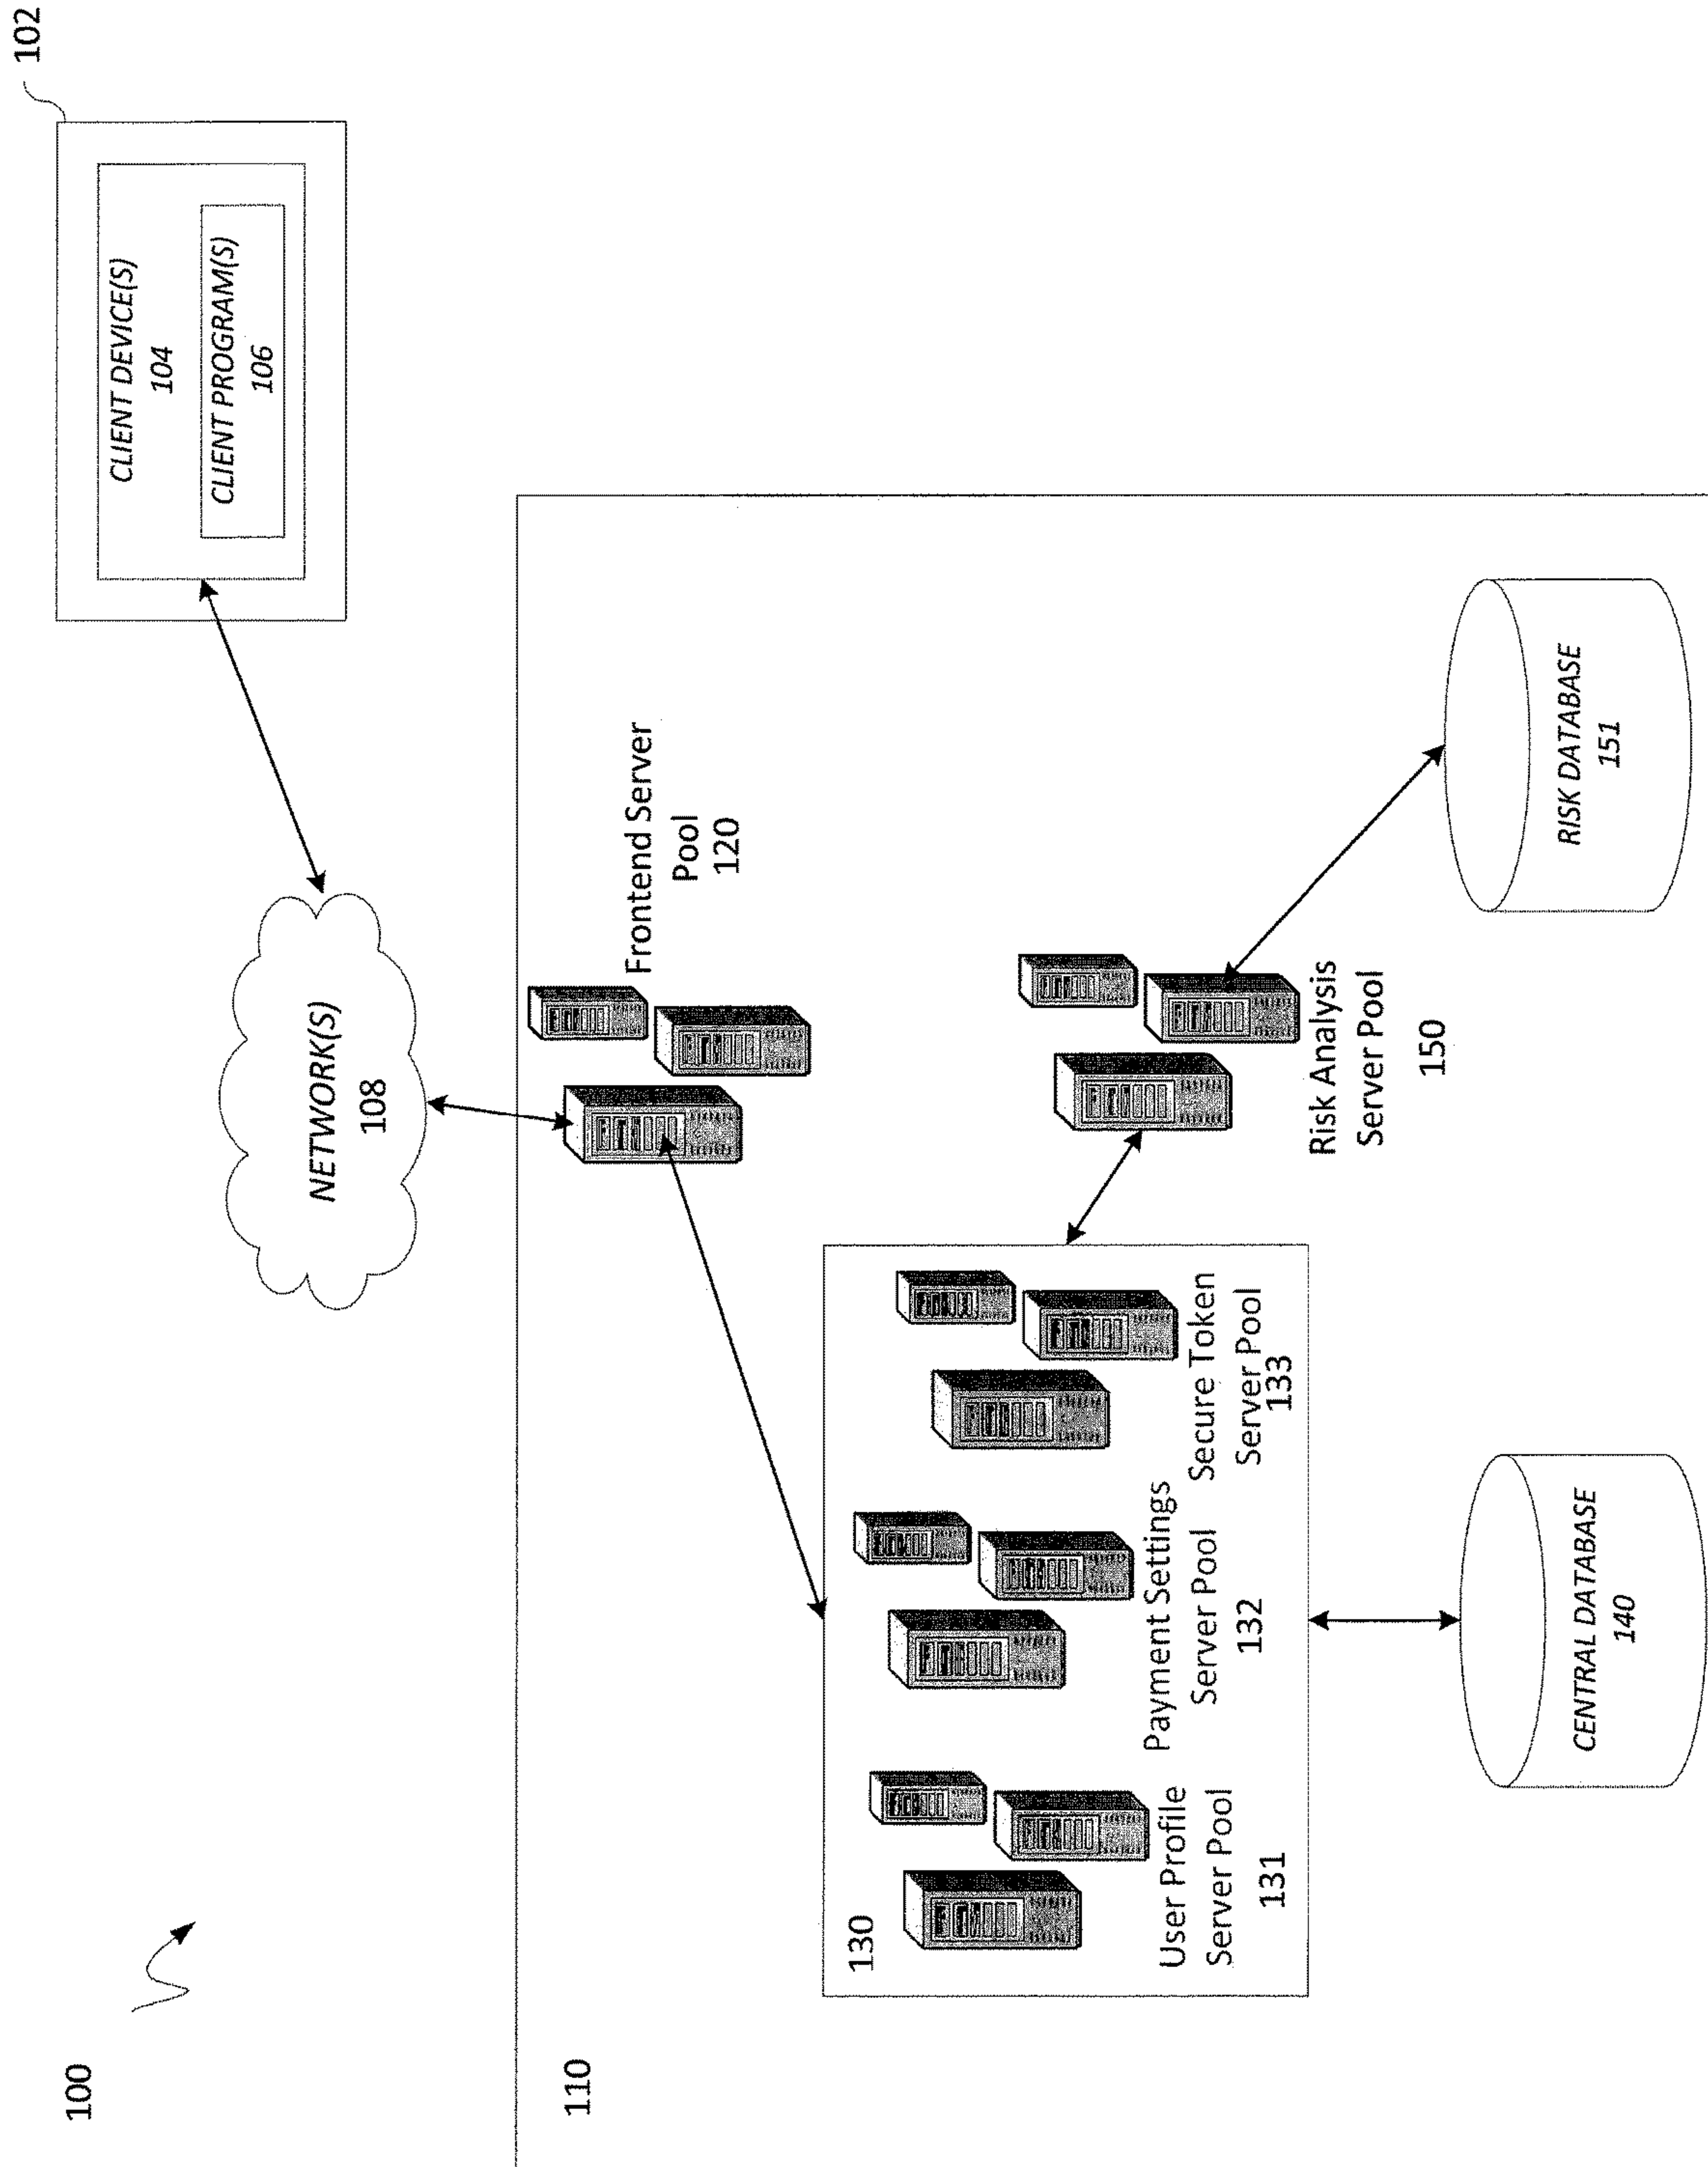 100
102
CLIENT DEVICE(S)
104
CLIENT PROGRAM(S)
106
NETWORK(S)
108
110
Frontend Server
Pool
120
130
User Profile
Server Pool
131
Payment Settings
Server Pool
132
Secure Token
Server Pool
133
Risk Analysis
Server Pool
150
CENTRAL DATABASE
140
RISK DATABASE
151